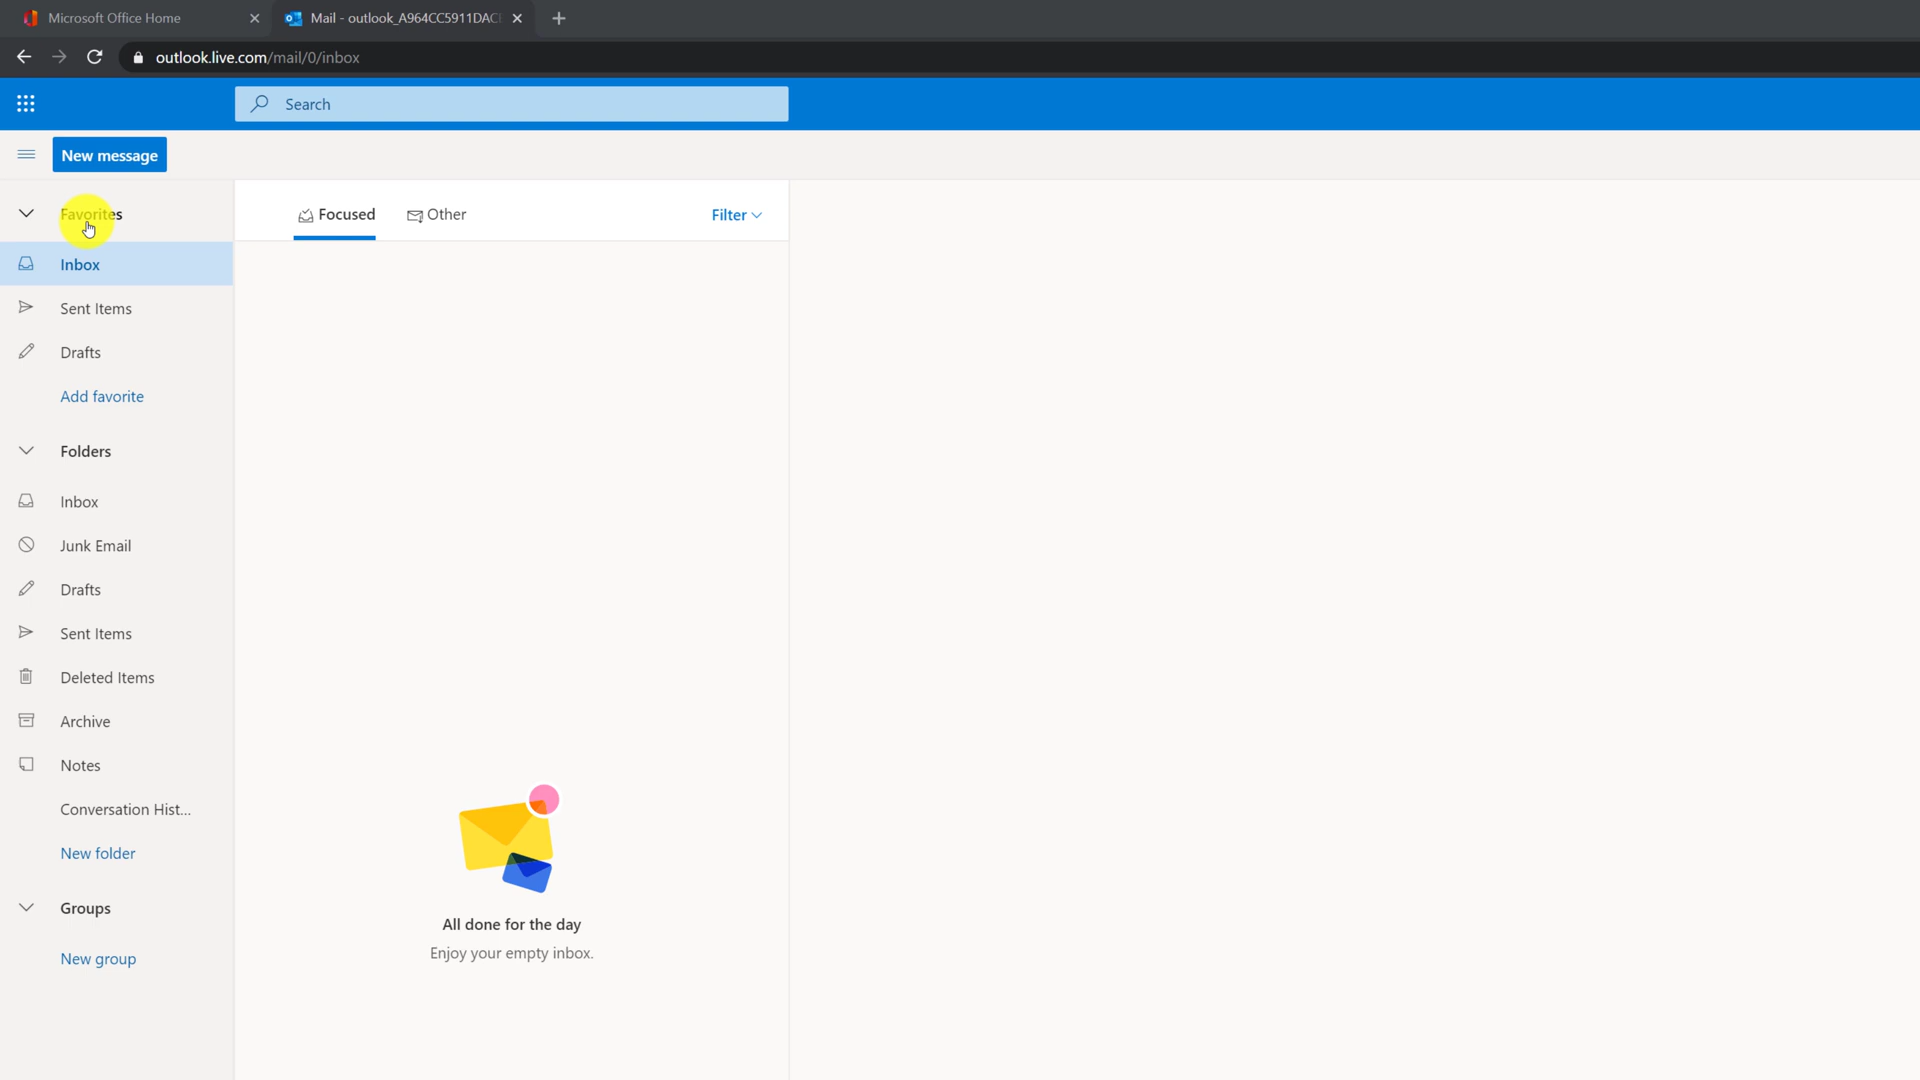 Microsoft Office Home
Mail - outlook_A964CC5911DAC
outlook.live.com/mail/0/inbox
Search
New message
Favorites
Focused
Other
Filter
Inbox
Sent Items
Drafts
Add favorite
Folders
Inbox
Junk Email
Drafts
Sent Items
Deleted Items
Archive
Notes
Conversation Hist...
New folder
Groups
New group
All done for the day
Enjoy your empty inbox.